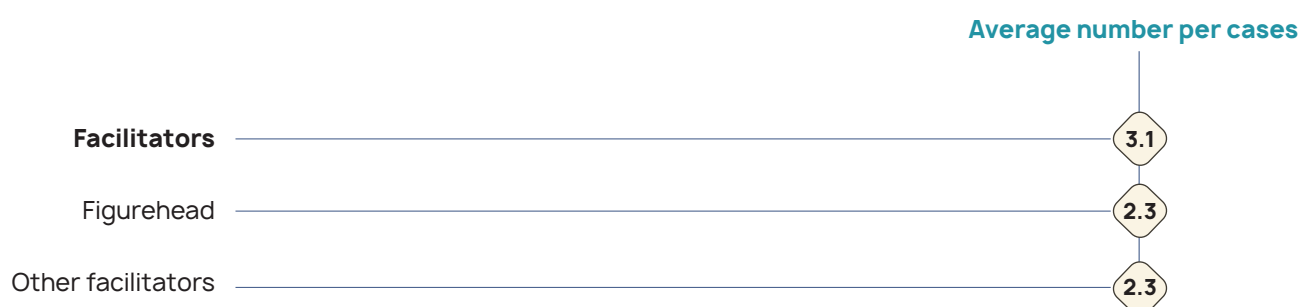 Average number per cases
Facilitators 3.1
Figurehead 2.3
Other facilitators 2.3